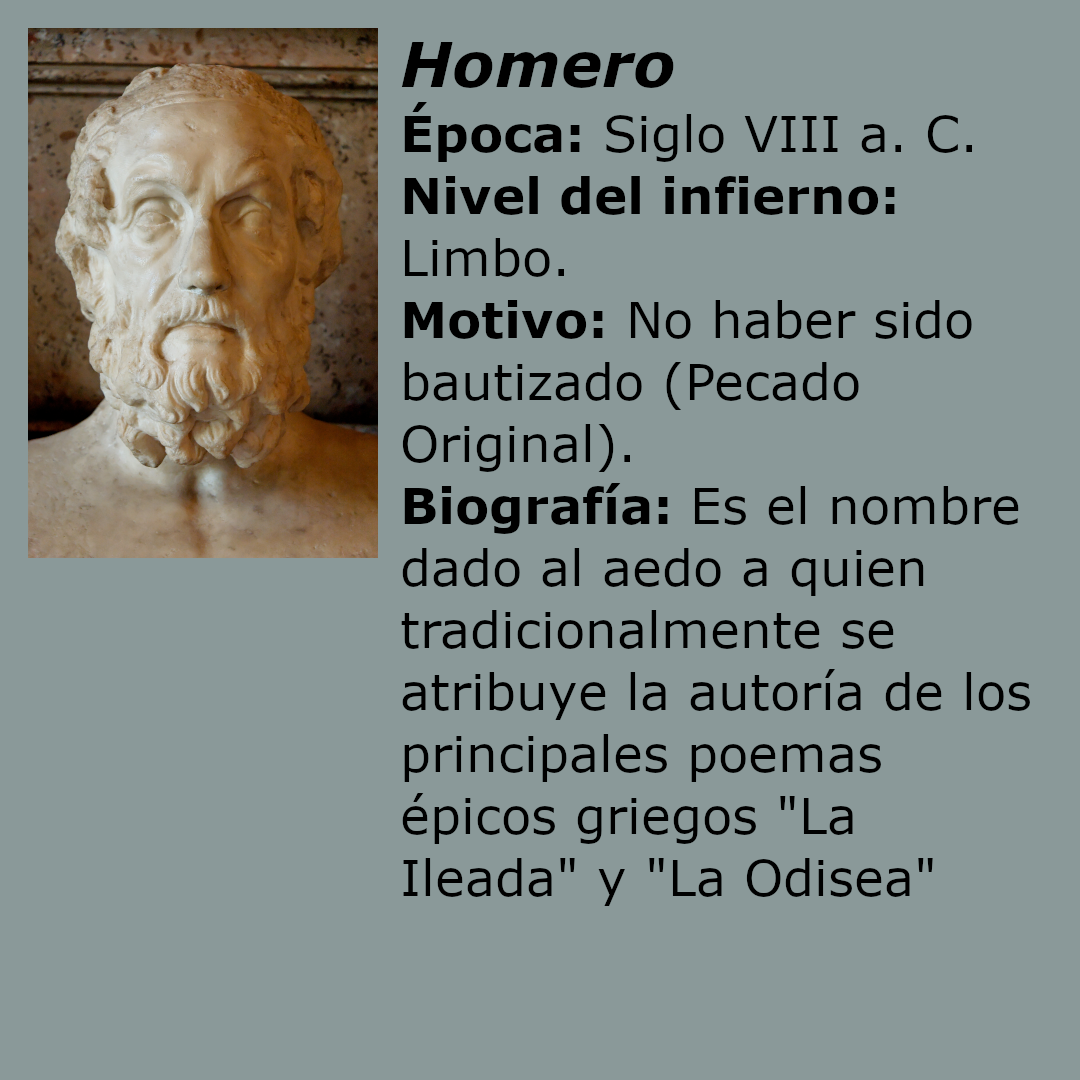 Homero
Época: Siglo VIII a. C.
Nivel del infierno:
Limbo.
Motivo: No haber sido
bautizado (Pecado
Original).
Biografía: Es el nombre
dado al aedo a quien
tradicionalmente se
atribuye la autoría de los
principales poemas
épicos griegos "La
Ileada" y "La Odisea"